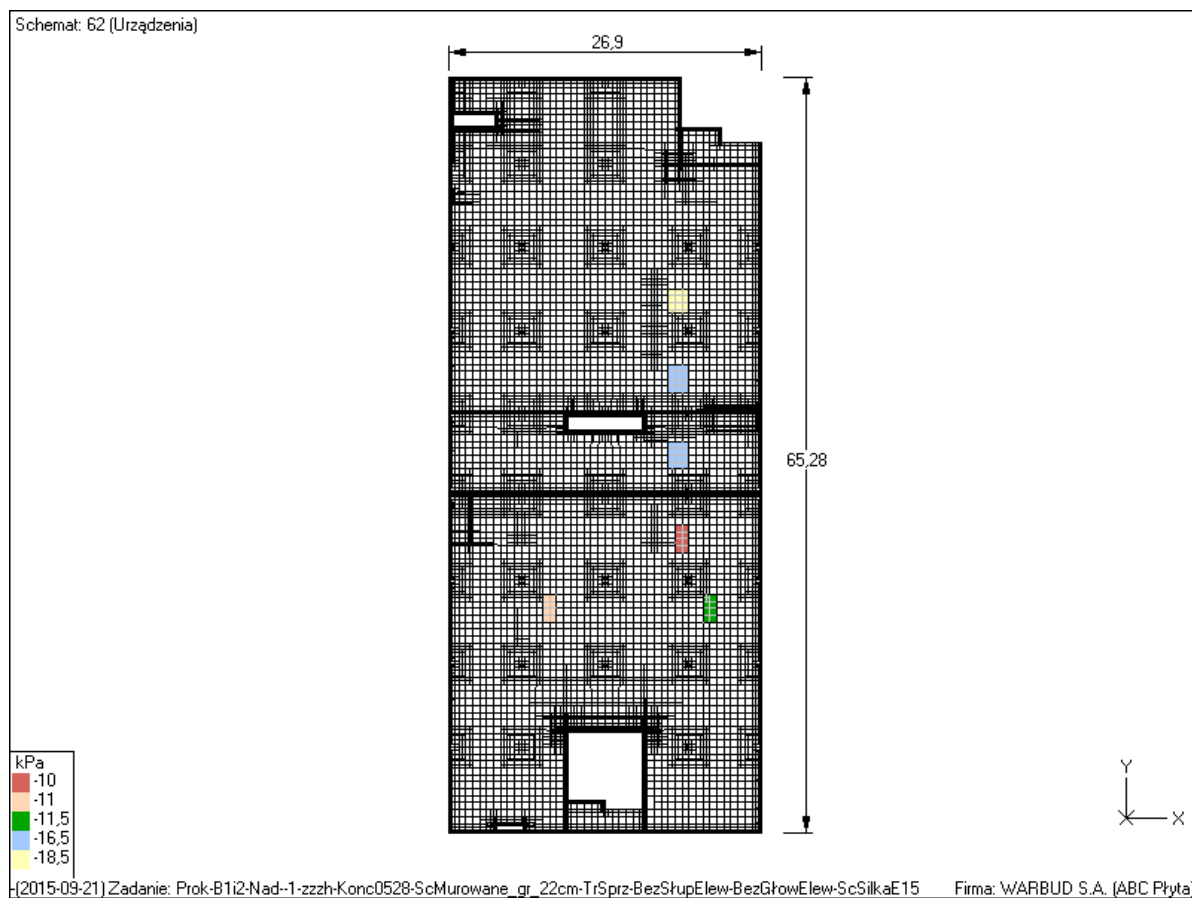 Schemat: 62 (Urządzenia)
26,9
65,28
kPa
-10
-11
-11,5
-16,5
-18,5
Y
X
-(2015-09-21) Zadanie: Prok-B1i2-Nad--1-zzzh-Konc0528-ScMurowane_gr_22cm-TrSprz-BezSłupElew-BezGłowElew-ScSilkaE15 Firma: WARBUD S.A. (ABC Płyta)